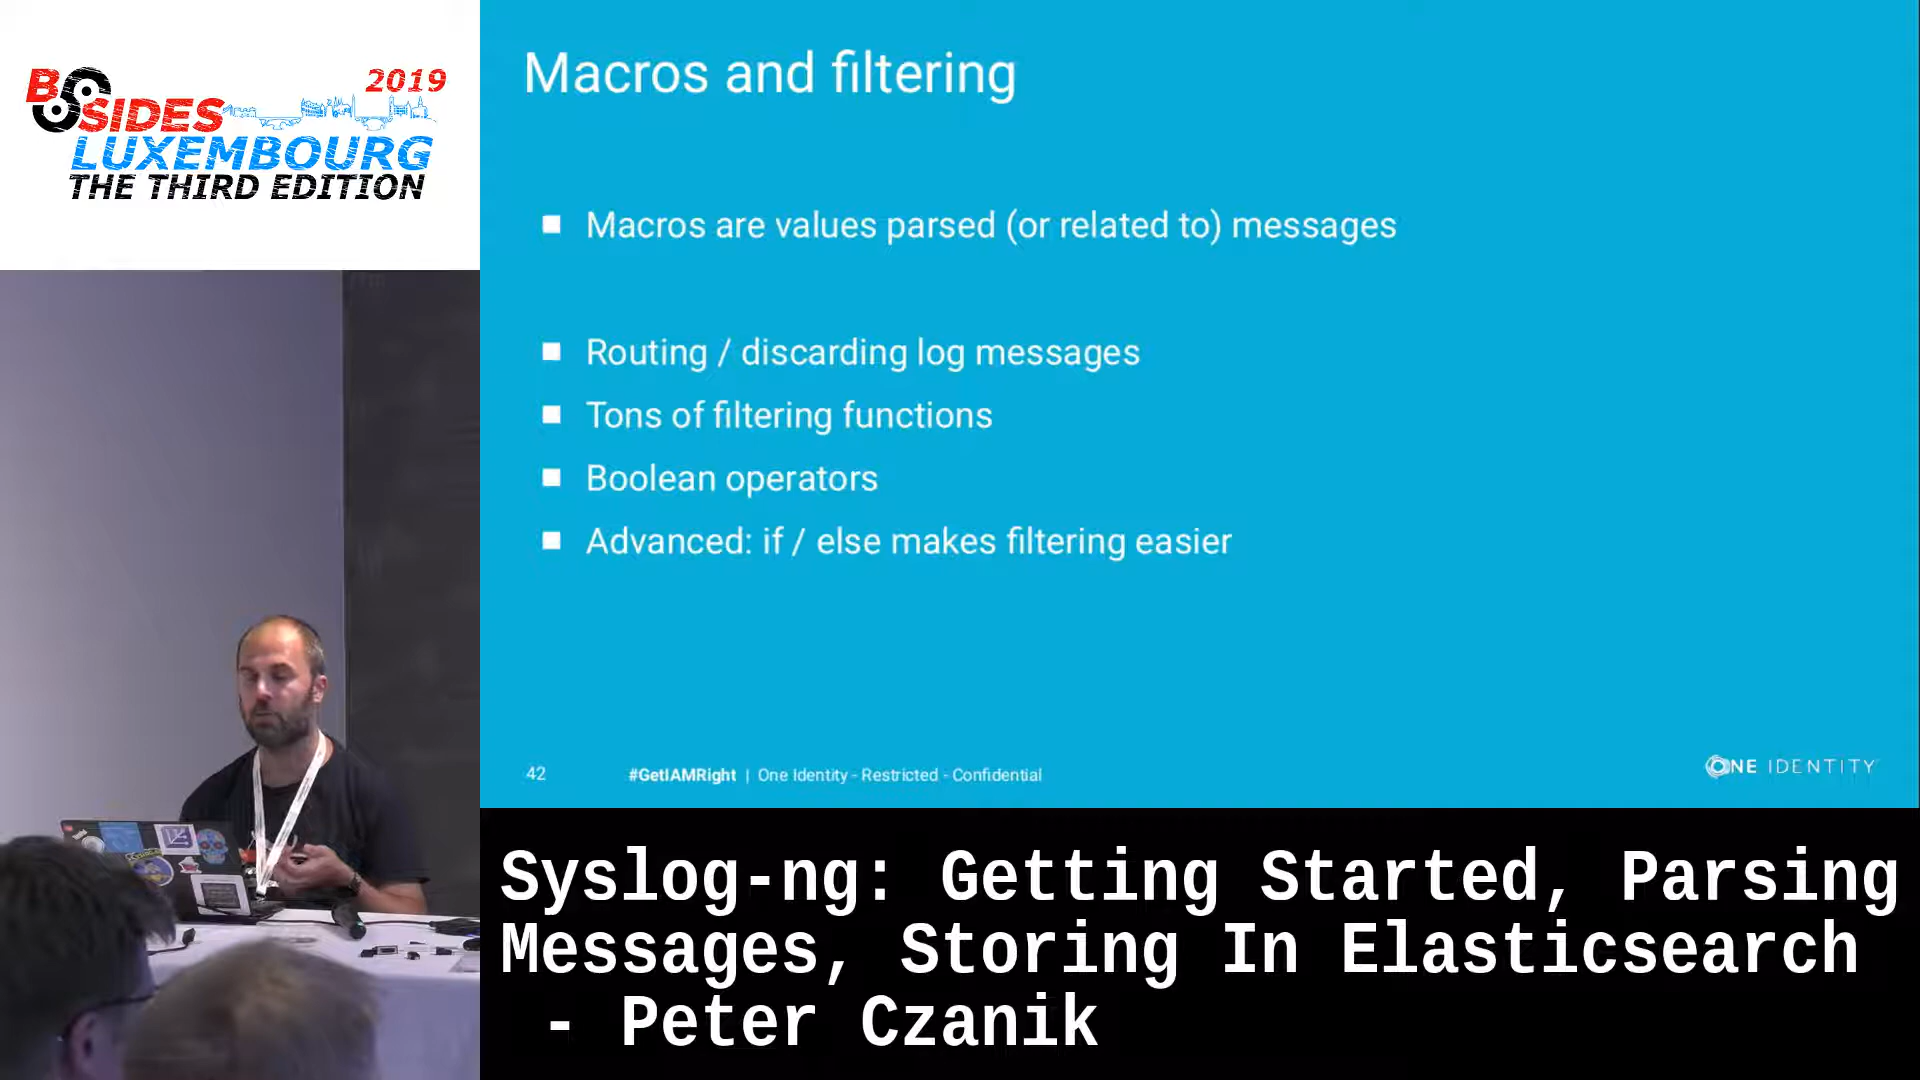 2019
BSIDES
LUXEMBOURG
THE THIRD EDITION
Macros and filtering
Macros are values parsed (or related to) messages
Routing / discarding log messages
Tons of filtering functions
Boolean operators
Advanced: if / else makes filtering easier
42 #GetIAMRight | One Identity - Restricted - Confidential
ONE IDENTITY
Syslog-ng: Getting Started, Parsing
Messages, Storing In Elasticsearch
- Peter Czanik